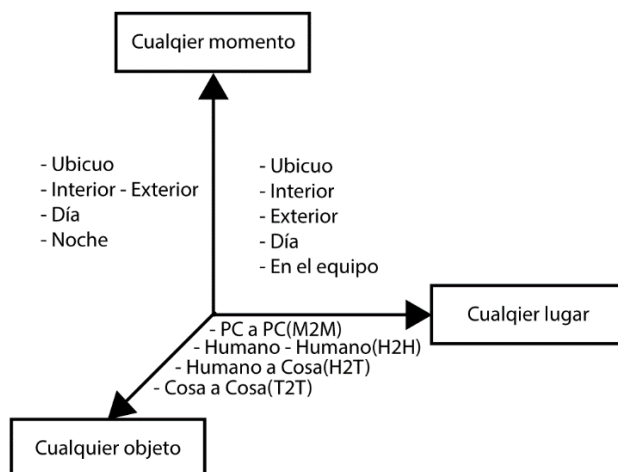 Cualqier momento
- Ubicuo
- Interior - Exterior
- Día
- Noche
- Ubicuo
- Interior
- Exterior
- Día
- En el equipo
Cualqier lugar
- PC a PC(M2M)
- Humano - Humano(H2H)
- Humano a Cosa(H2T)
- Cosa a Cosa(T2T)
Cualquier objeto